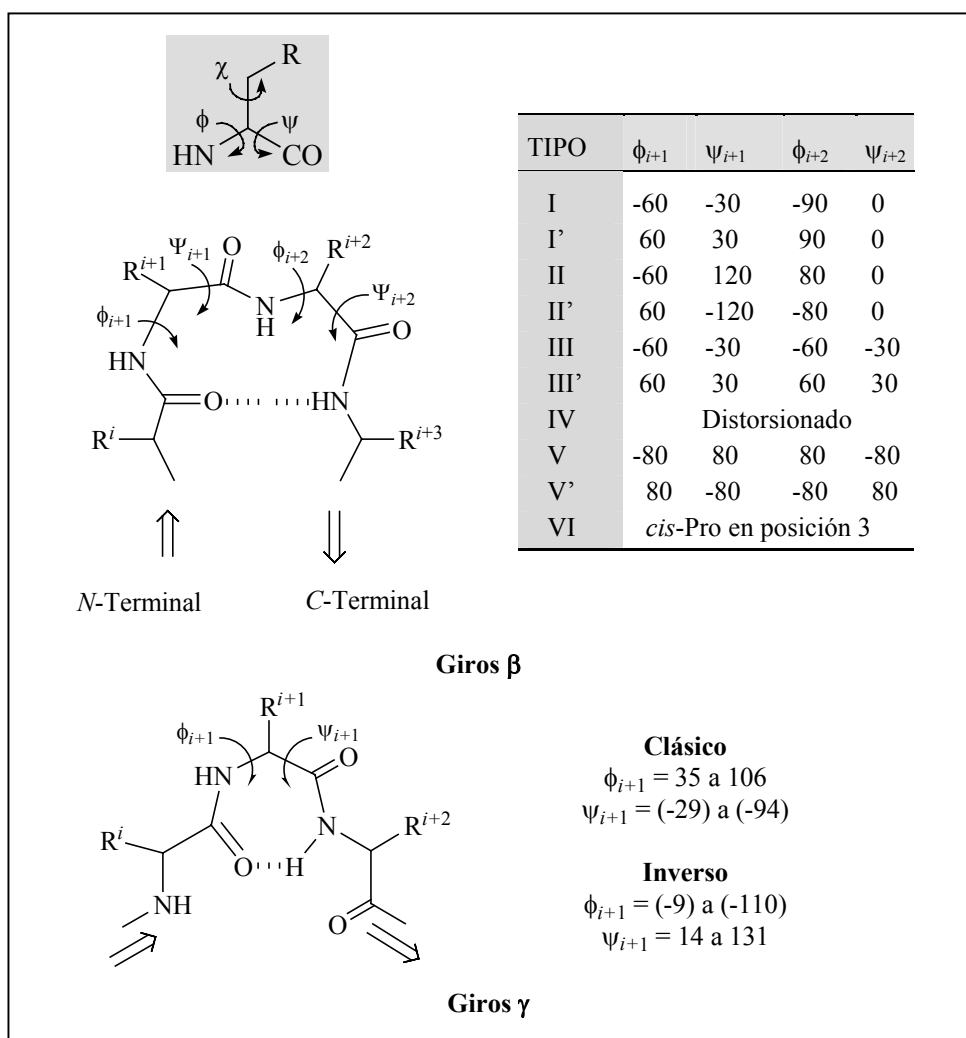 R
χ
φ ψ
HN CO
TIPO φi+1 ψi+1 φi+2 ψi+2
I -60 -30 -90 0
I' 60 30 90 0
II -60 120 80 0
II' 60 -120 -80 0
III -60 -30 -60 -30
III' 60 30 60 30
IV Distorsionado
V -80 80 80 -80
V' 80 -80 -80 80
VI cis-Pro en posición 3
Ψi+1 O φi+2 Ri+2
Ri+1
N
H
Ψi+2
φi+1
O
HN
O HN
Ri Ri+3
N-Terminal C-Terminal
Giros β
Ri+1
φi+1 ψi+1
O
HN
N Ri+2
Ri
O H
NH O
Clásico
φi+1 = 35 a 106
ψi+1 = (-29) a (-94)
Inverso
φi+1 = (-9) a (-110)
ψi+1 = 14 a 131
Giros γ